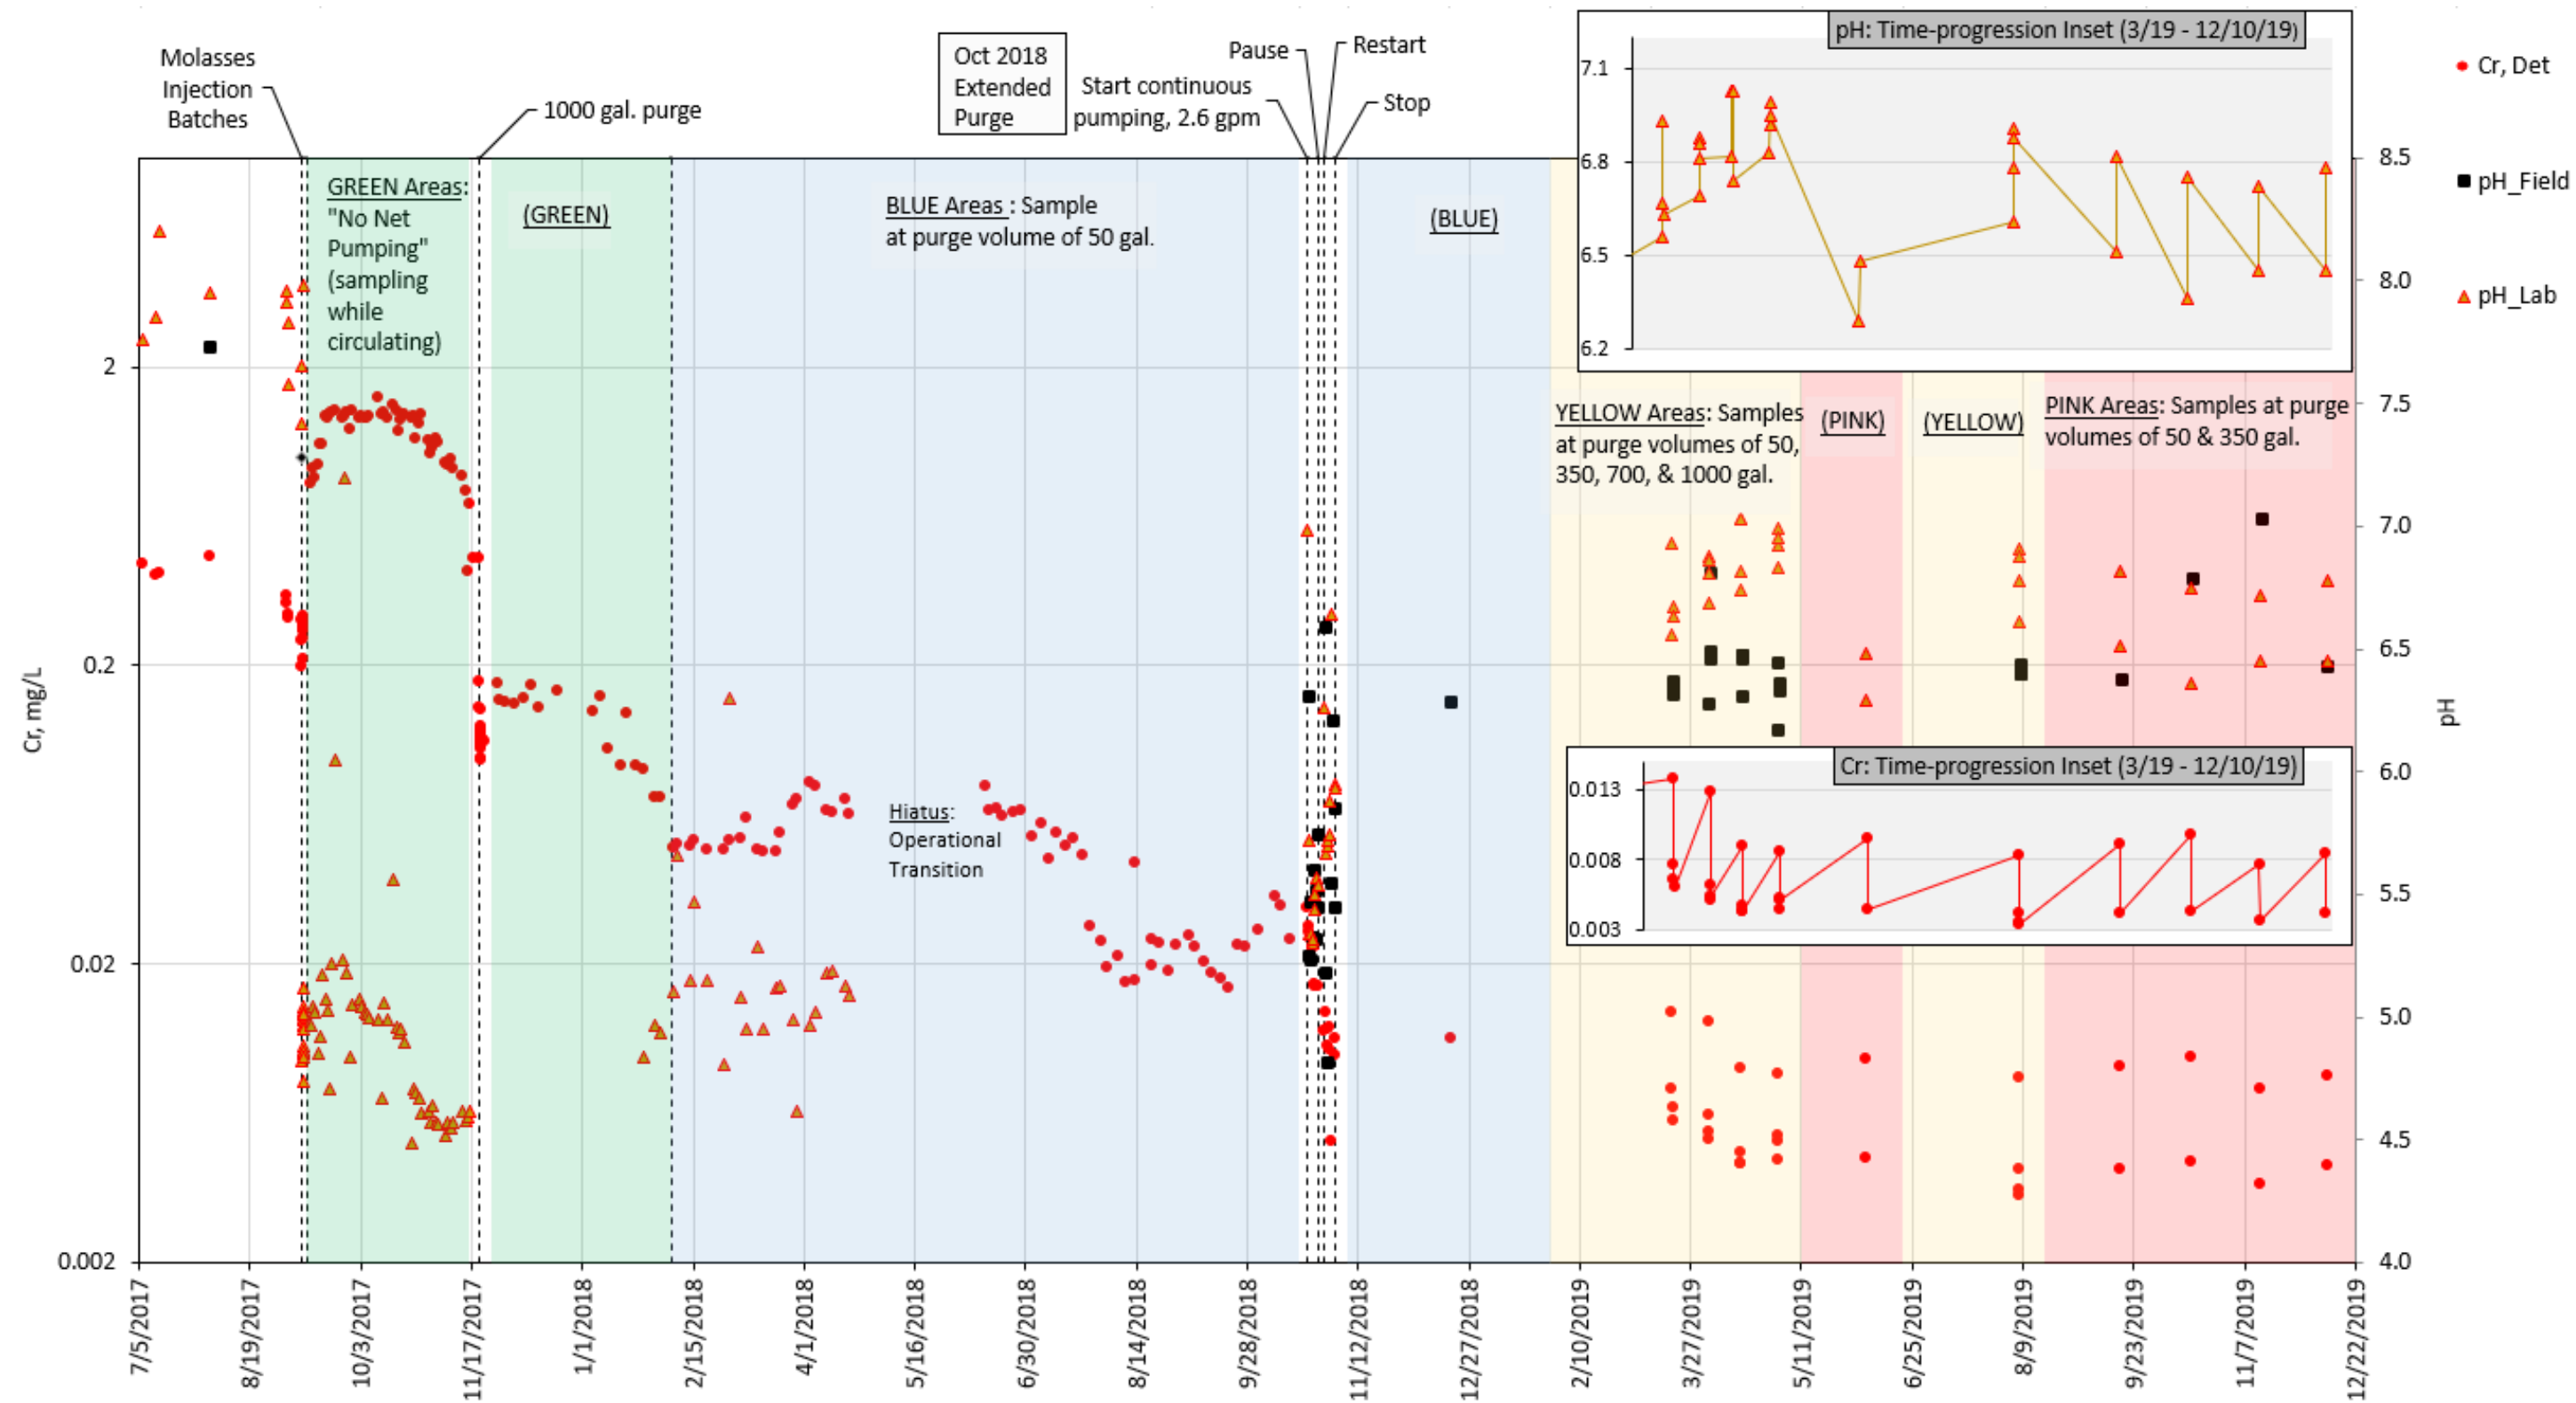 Molasses
Injection
Batches
1000 gal. purge
Oct 2018
Extended
Purge
Start continuous
pumping, 2.6 gpm
Pause
Restart
Stop
pH: Time-progression Inset (3/19 - 12/10/19)
7.1
6.8
6.5
6.2
Cr, Det
pH_Field
pH_Lab
GREEN Areas:
"No Net
Pumping"
(sampling
while
circulating)
(GREEN)
BLUE Areas : Sample
at purge volume of 50 gal.
(BLUE)
YELLOW Areas: Samples
at purge volumes of 50,
350, 700, & 1000 gal.
(PINK)
(YELLOW)
PINK Areas: Samples at purge
volumes of 50 & 350 gal.
Hiatus:
Operational
Transition
Cr: Time-progression Inset (3/19 - 12/10/19)
0.013
0.008
0.003
Cr, mg/L
2
0.2
0.02
0.002
pH
8.5
8.0
7.5
7.0
6.5
6.0
5.5
5.0
4.5
4.0
7/5/2017
8/19/2017
10/3/2017
11/17/2017
1/1/2018
2/15/2018
4/1/2018
5/16/2018
6/30/2018
8/14/2018
9/28/2018
11/12/2018
12/27/2018
2/10/2019
3/27/2019
5/11/2019
6/25/2019
8/9/2019
9/23/2019
11/7/2019
12/22/2019